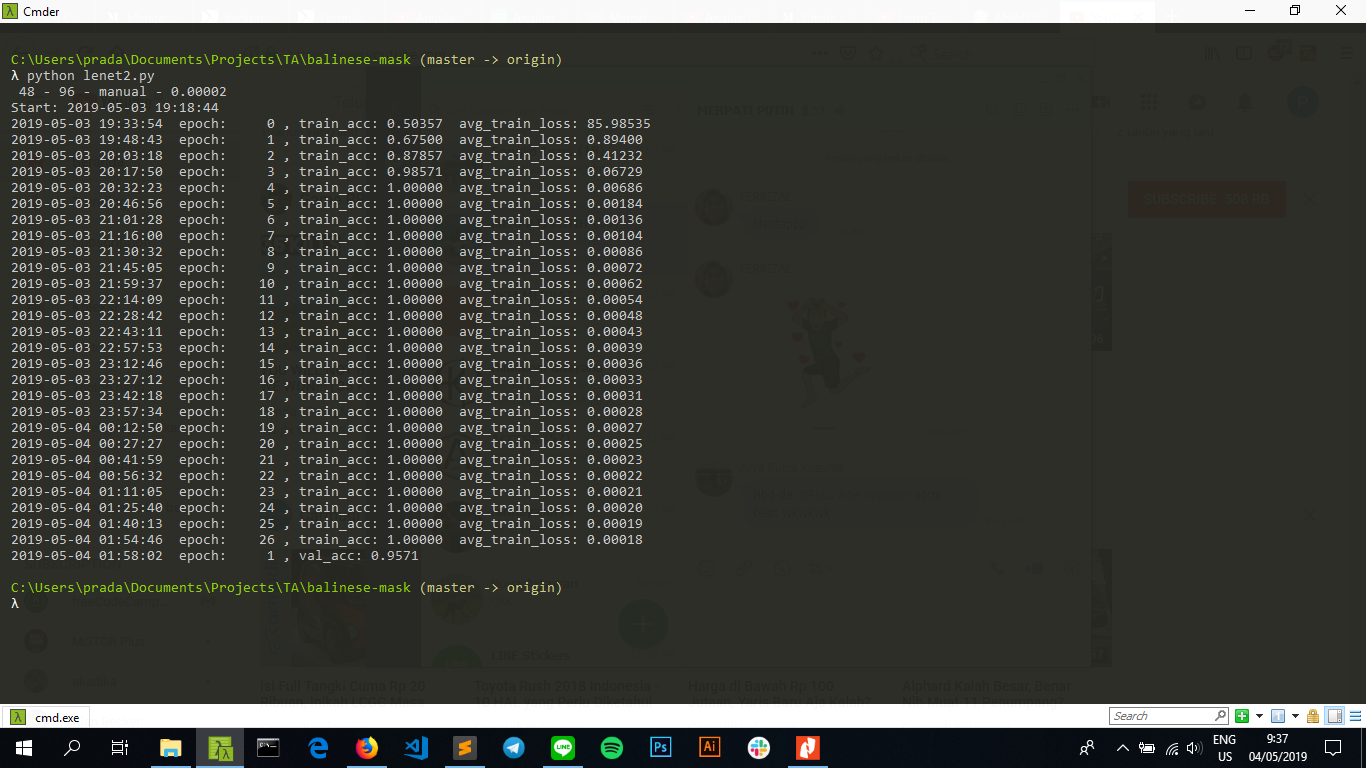 Cmder
C:\Users\prada\Documents\Projects\TA\balinese-mask (master -> origin)
λ python lenet2.py
48 - 96 - manual - 0.00002
Start: 2019-05-03 19:18:44
2019-05-03 19:33:54 epoch: 0 , train_acc: 0.50357 avg_train_loss: 85.98535
2019-05-03 19:48:43 epoch: 1 , train_acc: 0.67500 avg_train_loss: 0.89400
2019-05-03 20:03:18 epoch: 2 , train_acc: 0.87857 avg_train_loss: 0.41232
2019-05-03 20:17:50 epoch: 3 , train_acc: 0.98571 avg_train_loss: 0.06729
2019-05-03 20:32:23 epoch: 4 , train_acc: 1.00000 avg_train_loss: 0.00686
2019-05-03 20:46:56 epoch: 5 , train_acc: 1.00000 avg_train_loss: 0.00184
2019-05-03 21:01:28 epoch: 6 , train_acc: 1.00000 avg_train_loss: 0.00136
2019-05-03 21:16:00 epoch: 7 , train_acc: 1.00000 avg_train_loss: 0.00104
2019-05-03 21:30:32 epoch: 8 , train_acc: 1.00000 avg_train_loss: 0.00086
2019-05-03 21:45:05 epoch: 9 , train_acc: 1.00000 avg_train_loss: 0.00072
2019-05-03 21:59:37 epoch: 10 , train_acc: 1.00000 avg_train_loss: 0.00062
2019-05-03 22:14:09 epoch: 11 , train_acc: 1.00000 avg_train_loss: 0.00054
2019-05-03 22:28:42 epoch: 12 , train_acc: 1.00000 avg_train_loss: 0.00048
2019-05-03 22:43:11 epoch: 13 , train_acc: 1.00000 avg_train_loss: 0.00043
2019-05-03 22:57:53 epoch: 14 , train_acc: 1.00000 avg_train_loss: 0.00039
2019-05-03 23:12:46 epoch: 15 , train_acc: 1.00000 avg_train_loss: 0.00036
2019-05-03 23:27:12 epoch: 16 , train_acc: 1.00000 avg_train_loss: 0.00033
2019-05-03 23:42:18 epoch: 17 , train_acc: 1.00000 avg_train_loss: 0.00031
2019-05-03 23:57:34 epoch: 18 , train_acc: 1.00000 avg_train_loss: 0.00028
2019-05-04 00:12:50 epoch: 19 , train_acc: 1.00000 avg_train_loss: 0.00027
2019-05-04 00:27:27 epoch: 20 , train_acc: 1.00000 avg_train_loss: 0.00025
2019-05-04 00:41:59 epoch: 21 , train_acc: 1.00000 avg_train_loss: 0.00023
2019-05-04 00:56:32 epoch: 22 , train_acc: 1.00000 avg_train_loss: 0.00022
2019-05-04 01:11:05 epoch: 23 , train_acc: 1.00000 avg_train_loss: 0.00021
2019-05-04 01:25:40 epoch: 24 , train_acc: 1.00000 avg_train_loss: 0.00020
2019-05-04 01:40:13 epoch: 25 , train_acc: 1.00000 avg_train_loss: 0.00019
2019-05-04 01:54:46 epoch: 26 , train_acc: 1.00000 avg_train_loss: 0.00018
2019-05-04 01:58:02 epoch: 1 , val_acc: 0.9571
C:\Users\prada\Documents\Projects\TA\balinese-mask (master -> origin)
λ
MERPATI PUTIH
LINE Stickers
Full Tangki Cuma Rp 20
Toyota Rush 2019 Indonesia -
Harga di Bawah Rp 100
Alphard Kalah Besar, Benar
cmd.exe
Search
ENG
US
9:37
04/05/2019